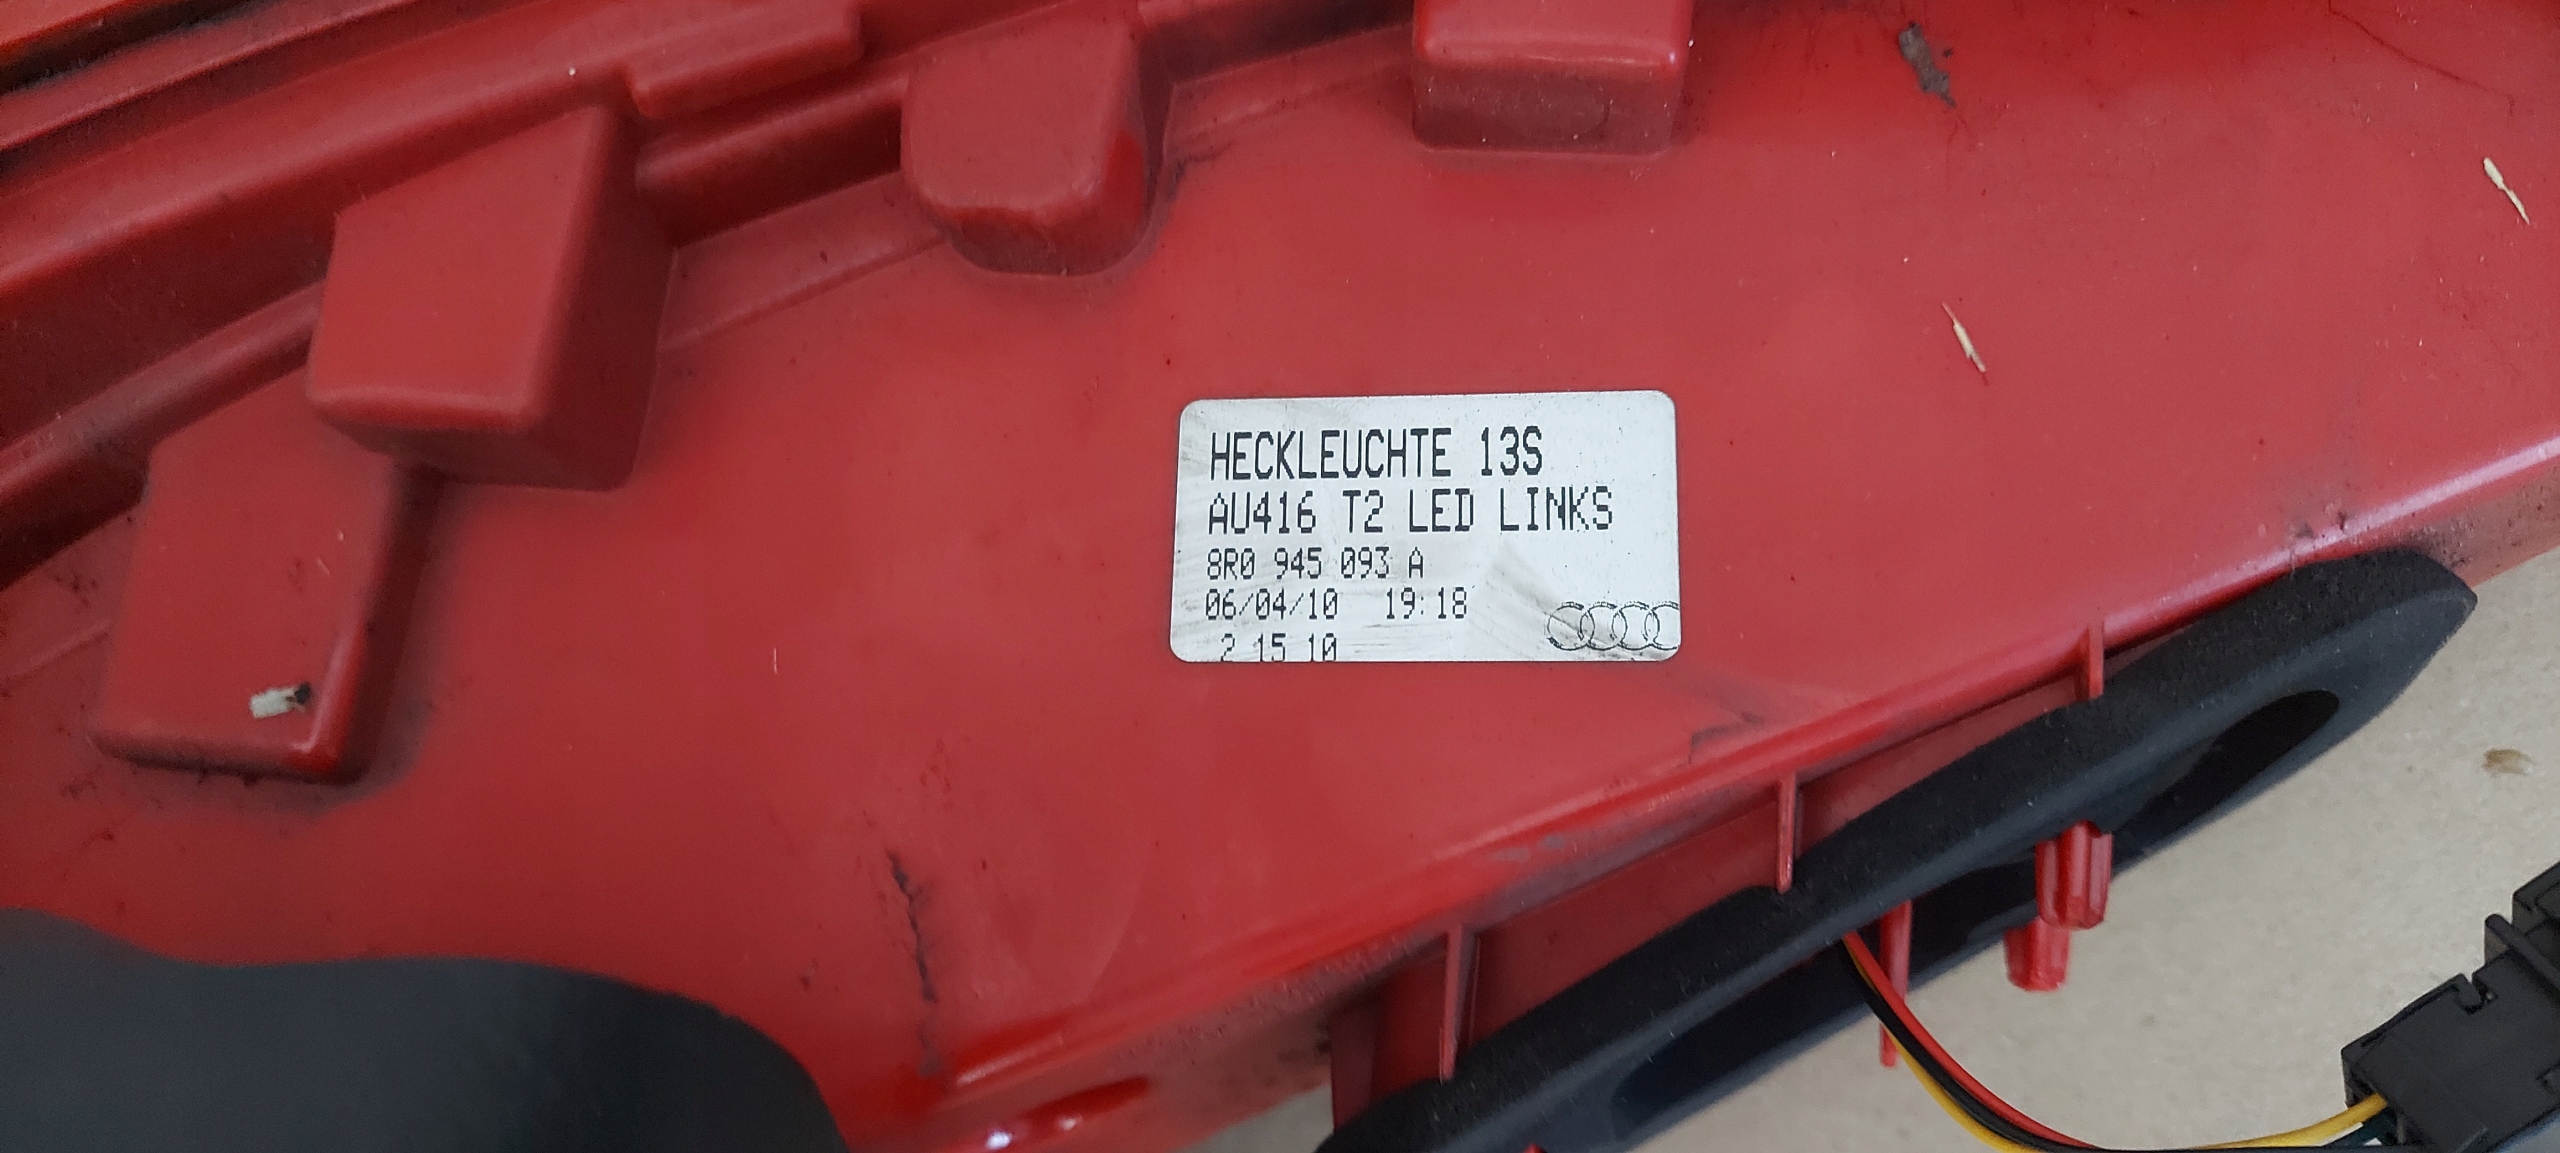 HECKLEUCHTE 13S
AU416 T2 LED LINKS
8R0 945 093 A
06/04/10 19:18
2 15 10